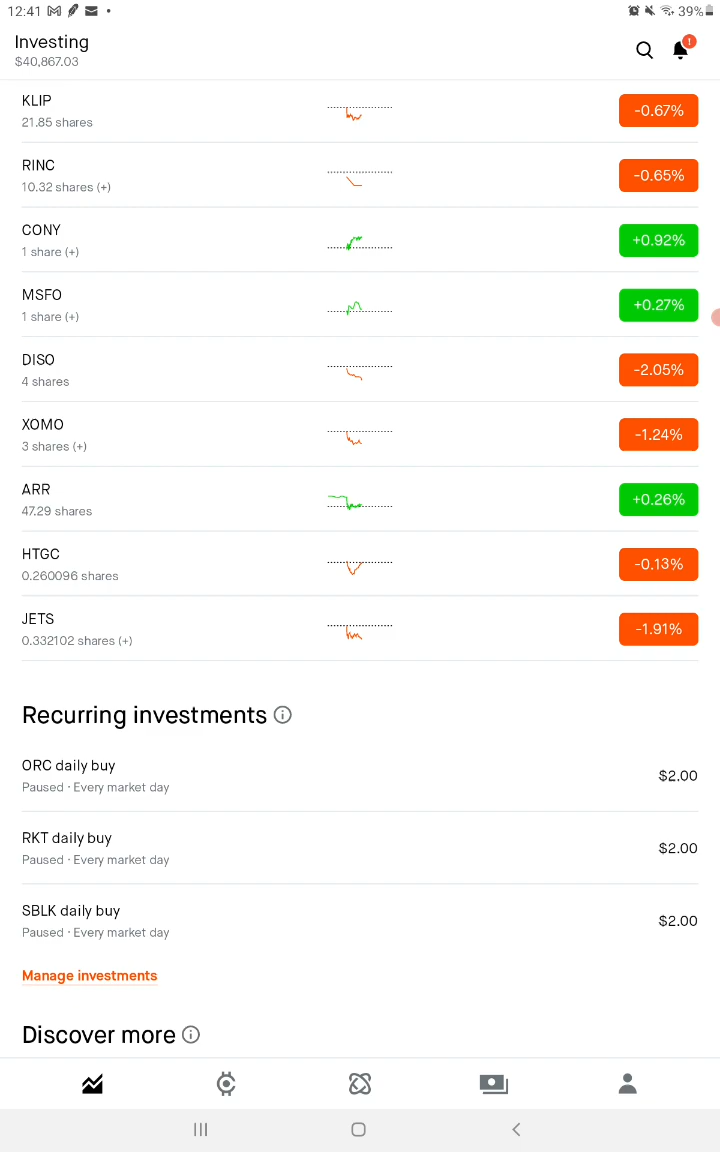 12:41
39%
Investing
$40,867.03
1
KLIP
21.85 shares
-0.67%
RINC
10.32 shares (+)
-0.65%
CONY
1 share (+)
+0.92%
MSFO
1 share (+)
+0.27%
DISO
4 shares
-2.05%
XOMO
3 shares (+)
-1.24%
ARR
47.29 shares
+0.26%
HTGC
0.260096 shares
-0.13%
JETS
0.332102 shares (+)
-1.91%
Recurring investments
ORC daily buy
Paused · Every market day
$2.00
RKT daily buy
Paused · Every market day
$2.00
SBLK daily buy
Paused · Every market day
$2.00
Manage investments
Discover more